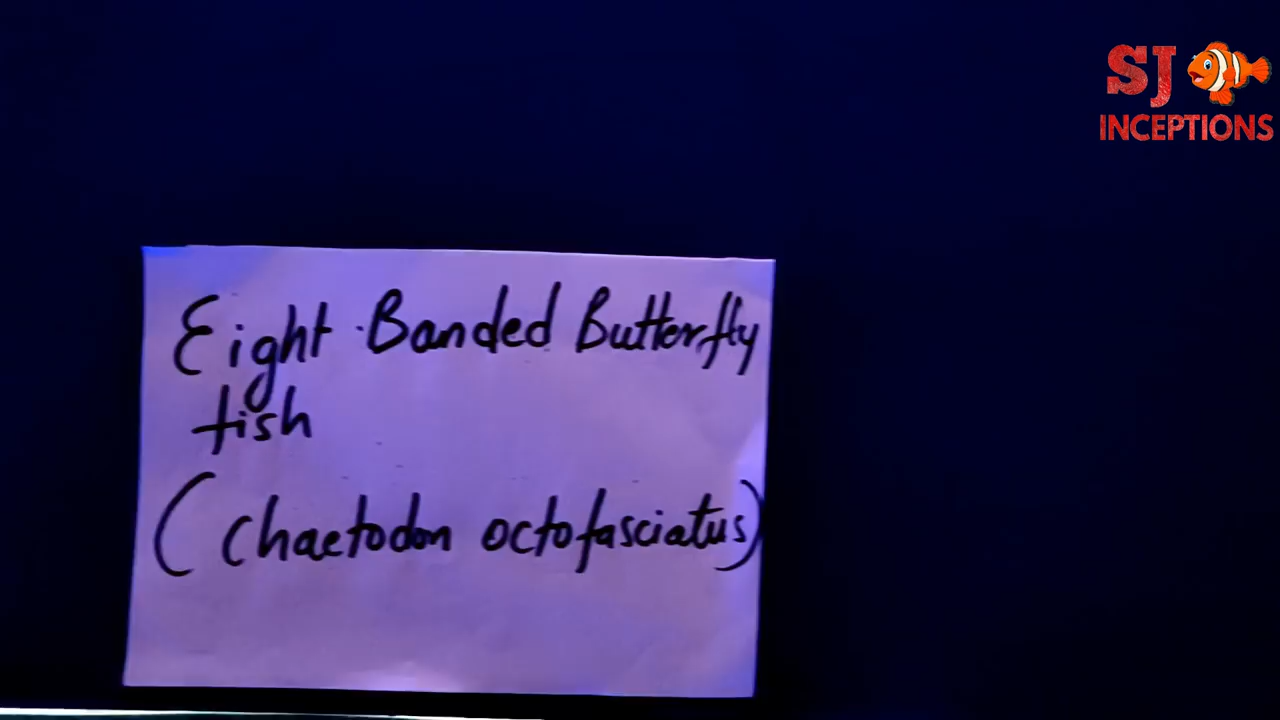 Eight Banded Butterfly
fish
(Chaetodon octofasciatus)
SJ
INCEPTIONS